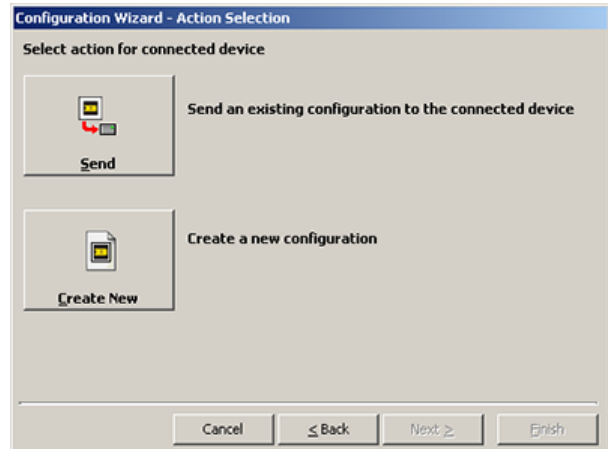 Configuration Wizard - Action Selection
Select action for connected device
Send an existing configuration to the connected device
Send
Create a new configuration
Create New
Cancel
< Back
Next >
Finish